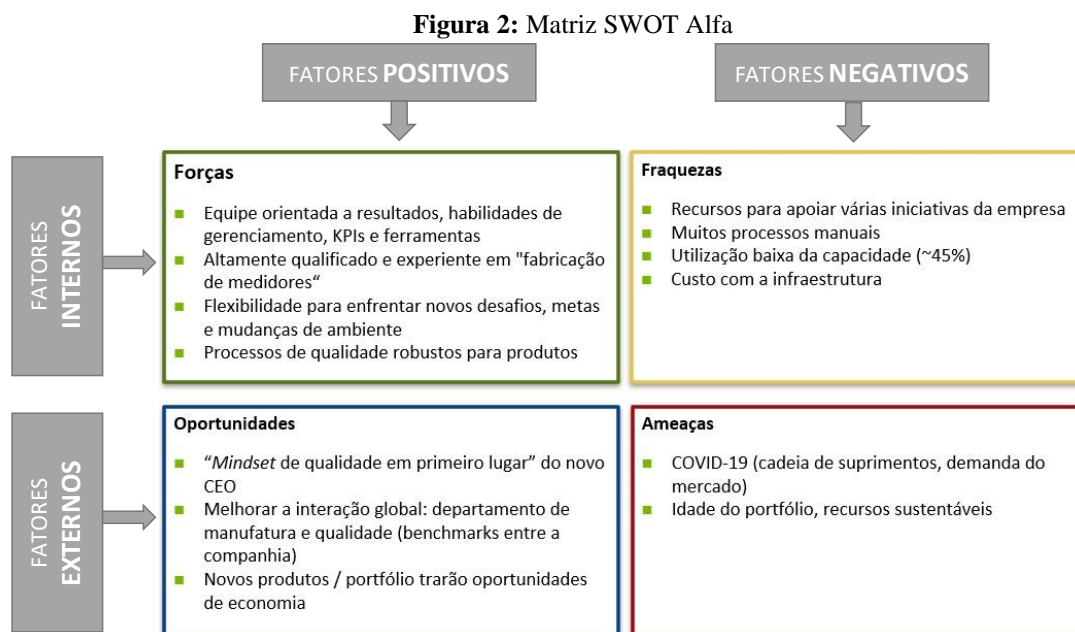 Figura 2: Matriz SWOT Alfa
FATORES POSITIVOS
FATORES NEGATIVOS
FATORES
INTERNOS
Forças
■ Equipe orientada a resultados, habilidades de
gerenciamento, KPIs e ferramentas
■ Altamente qualificado e experiente em "fabricação
de medidores“
■ Flexibilidade para enfrentar novos desafios, metas
e mudanças de ambiente
■ Processos de qualidade robustos para produtos
Fraquezas
■ Recursos para apoiar várias iniciativas da empresa
■ Muitos processos manuais
■ Utilização baixa da capacidade (~45%)
■ Custo com a infraestrutura
FATORES
EXTERNOS
Oportunidades
■ “Mindset de qualidade em primeiro lugar” do novo
CEO
■ Melhorar a interação global: departamento de
manufatura e qualidade (benchmarks entre a
companhia)
■ Novos produtos / portfólio trarão oportunidades
de economia
Ameaças
■ COVID-19 (cadeia de suprimentos, demanda do
mercado)
■ Idade do portfólio, recursos sustentáveis